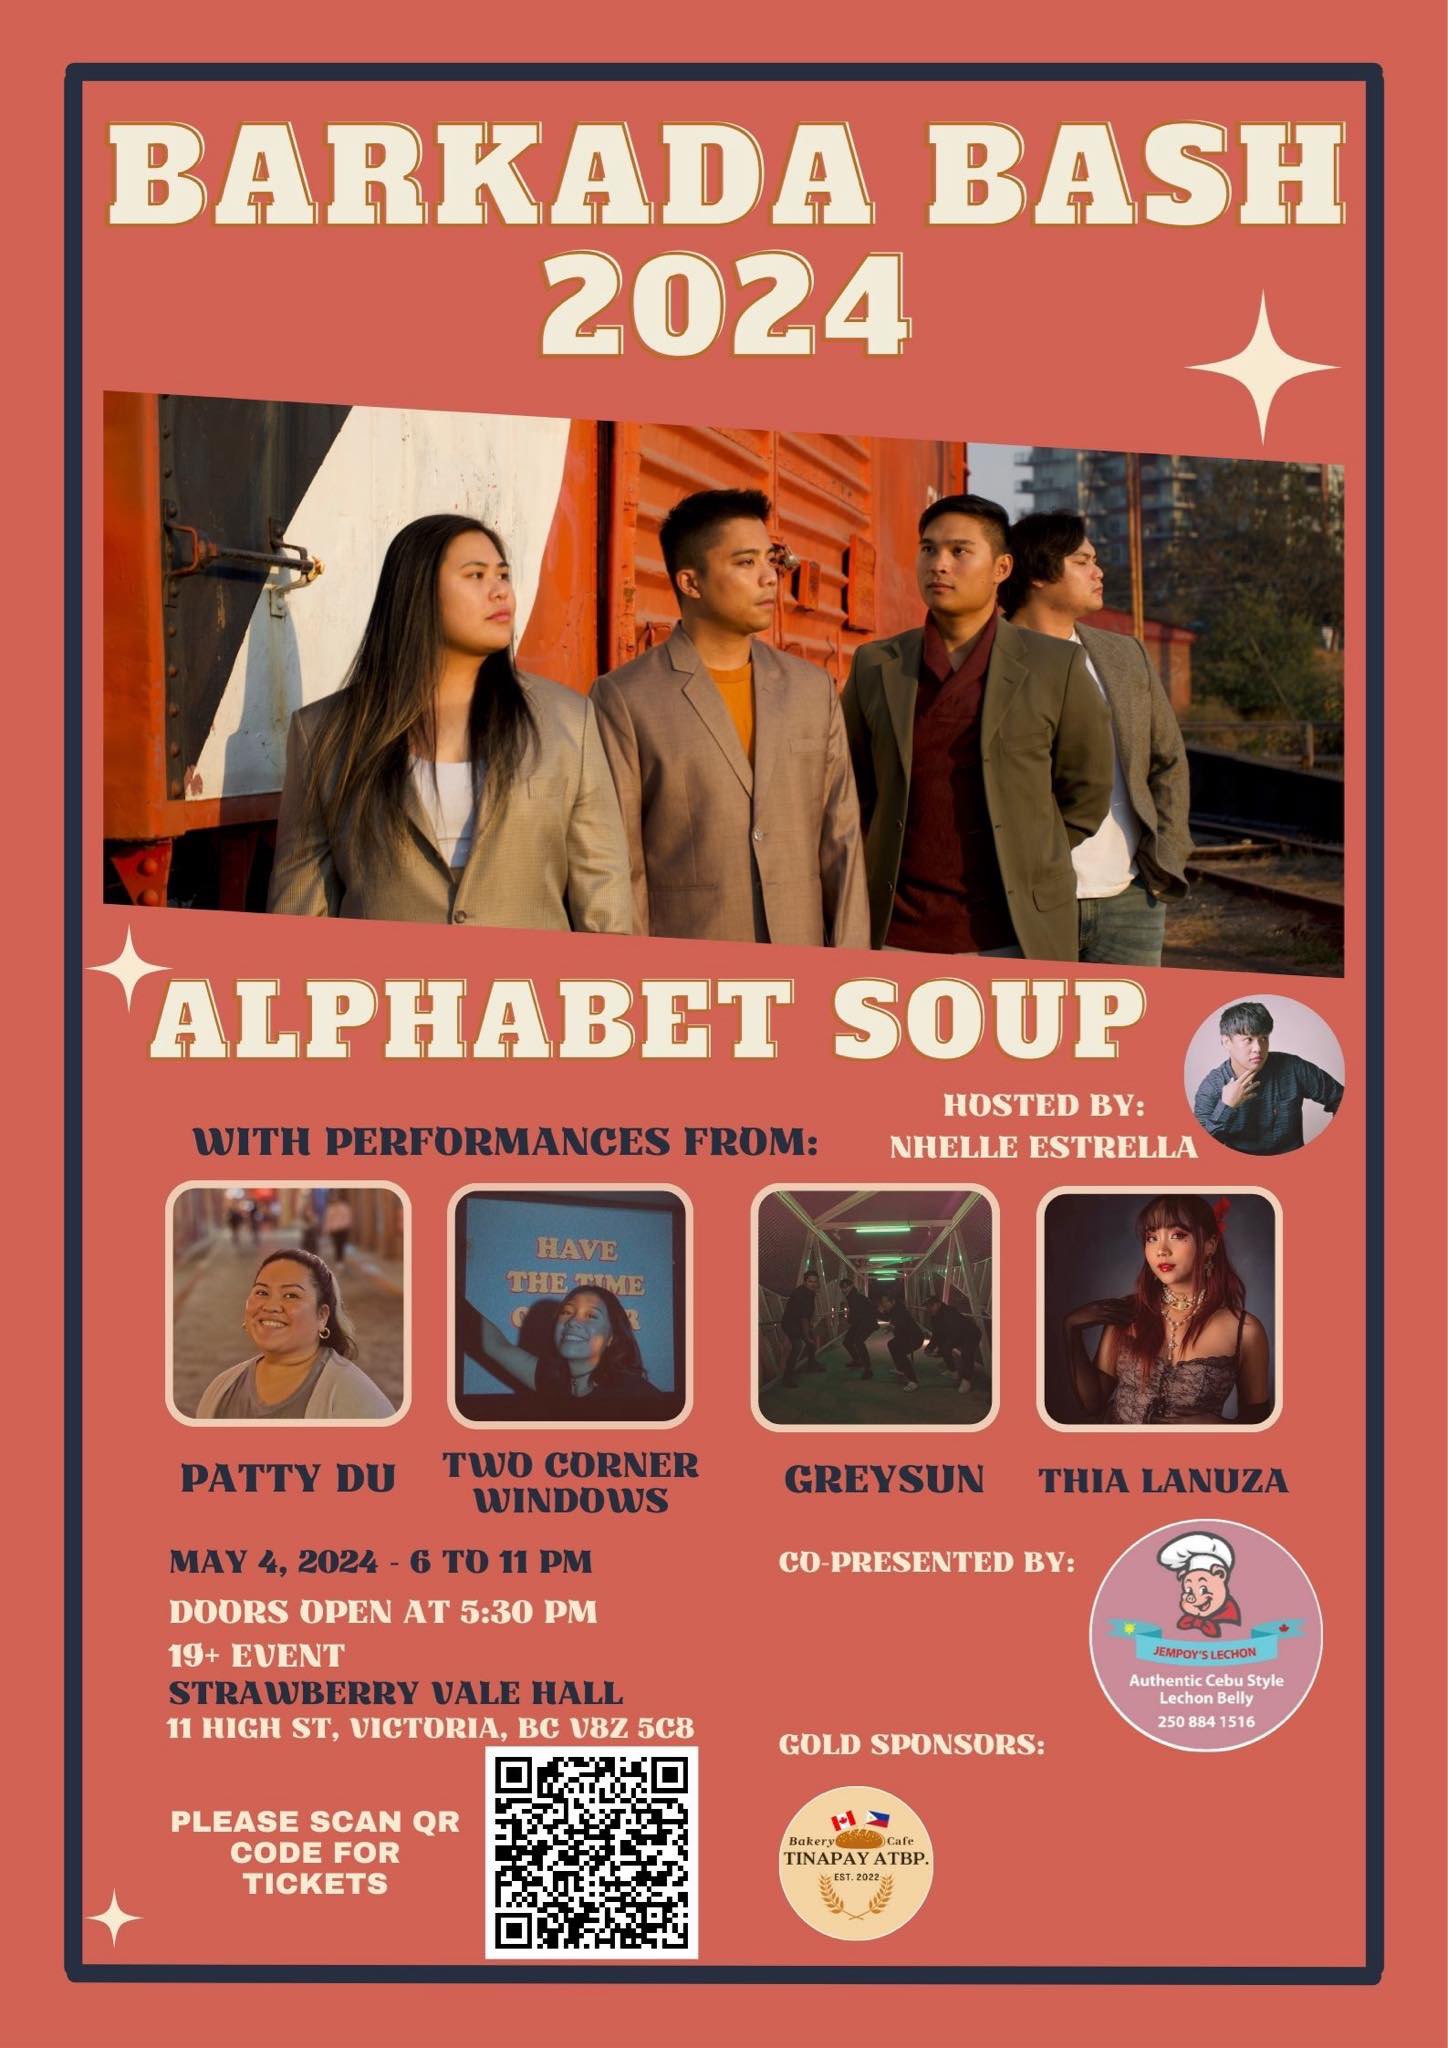 BARKADA BASH
2024
ALPHABET SOUP
HOSTED BY:
NHELLE ESTRELLA
WITH PERFORMANCES FROM:
HAVE
THE TIME
PATTY DU
TWO CORNER
WINDOWS
GREYSUN
THIA LANUZA
MAY 4, 2024 - 6 TO 11 PM
DOORS OPEN AT 5:30 PM
19+ EVENT
STRAWBERRY VALE HALL
11 HIGH ST, VICTORIA, BC V8Z 5C8
PLEASE SCAN QR
CODE FOR
TICKETS
CO-PRESENTED BY:
JEMPOY'S LECHON
Authentic Cebu Style
Lechon Belly
250 884 1516
GOLD SPONSORS:
Bakery Cafe
TINAPAY ATBP.
EST. 2022